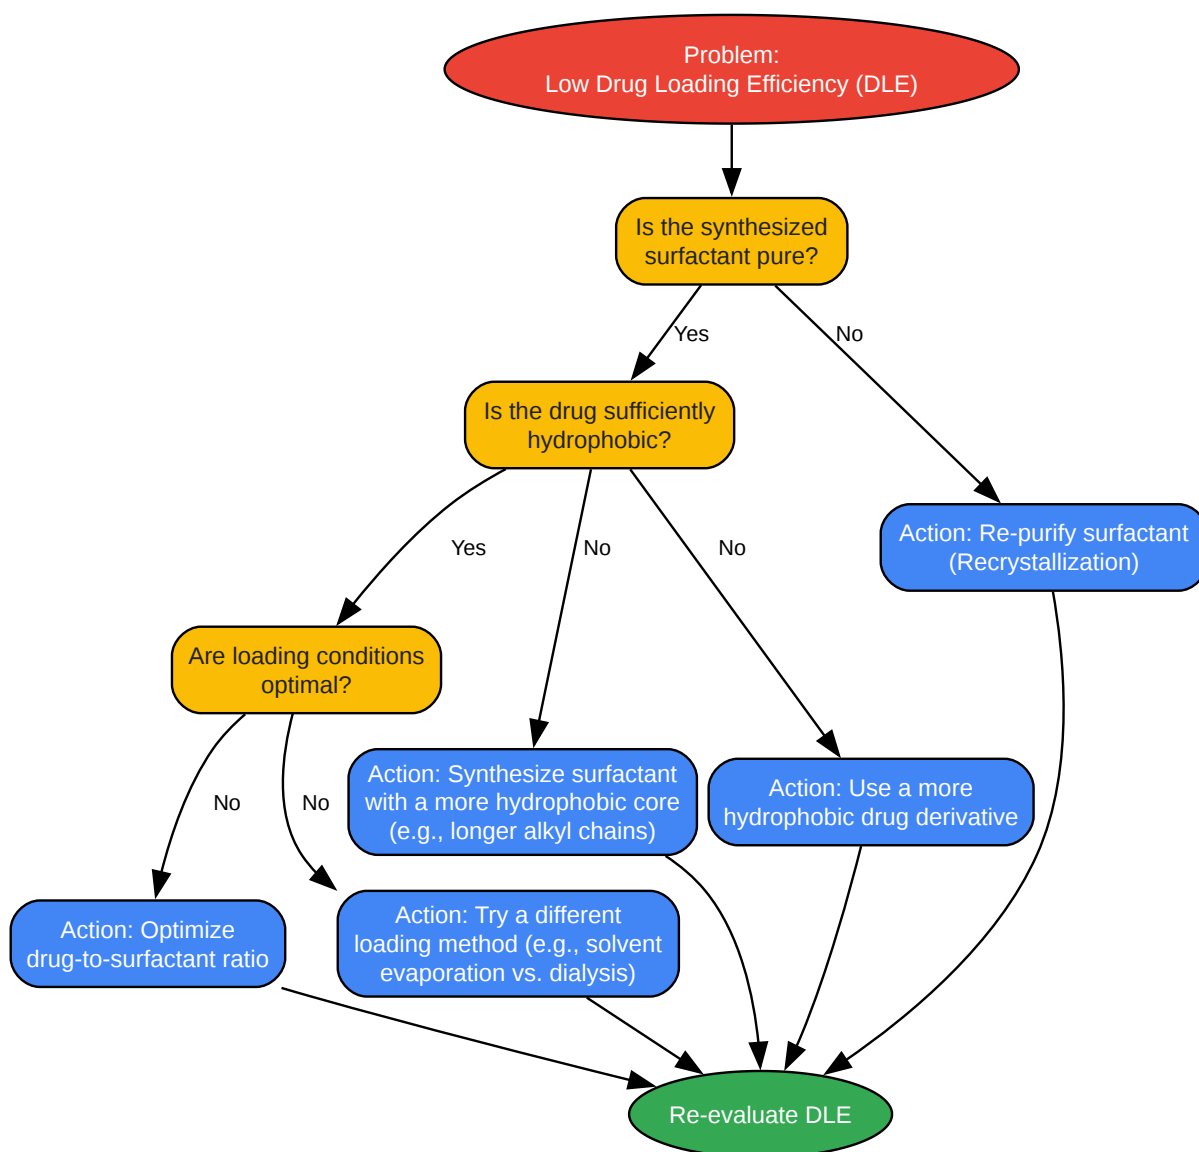 Problem:
Low Drug Loading Efficiency (DLE)
Is the synthesized
surfactant pure?
Yes
No
Is the drug sufficiently
hydrophobic?
Action: Re-purify surfactant
(Recrystallization)
Yes
No
No
Are loading conditions
optimal?
Action: Synthesize surfactant
with a more hydrophobic core
(e.g., longer alkyl chains)
Action: Use a more
hydrophobic drug derivative
No
No
Action: Optimize
drug-to-surfactant ratio
Action: Try a different
loading method (e.g., solvent
evaporation vs. dialysis)
Re-evaluate DLE